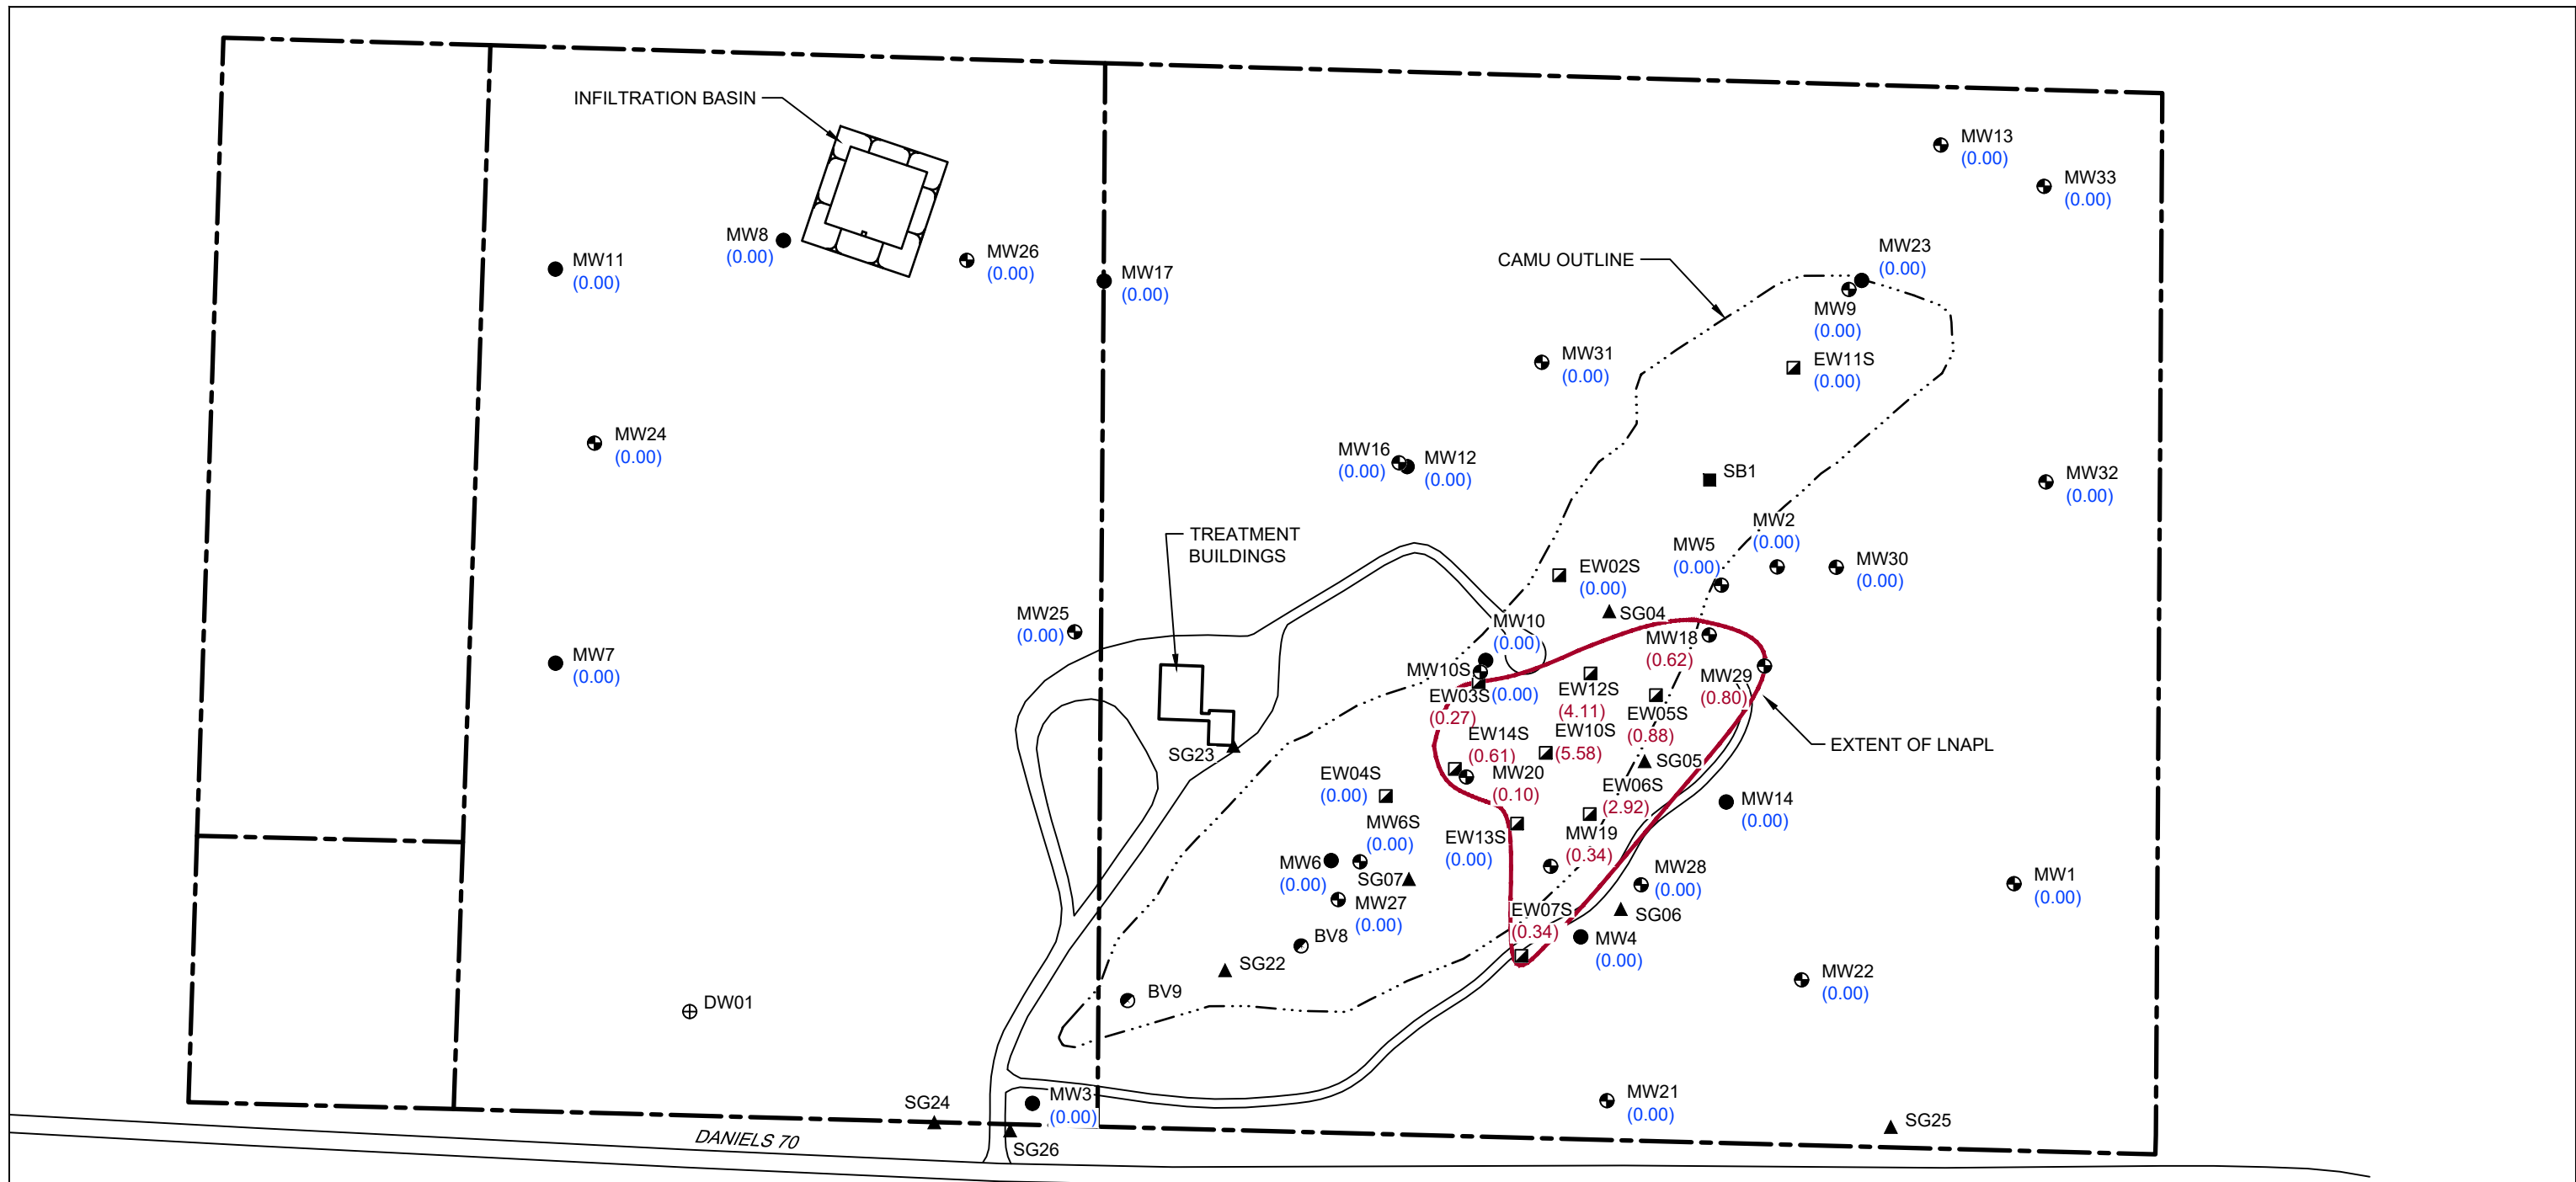 INFILTRATION BASIN
MW13
(0.00)
MW33
(0.00)
MW8
(0.00)
MW11
(0.00)
MW26
(0.00)
MW17
(0.00)
CAMU OUTLINE
MW23
(0.00)
MW9
(0.00)
MW31
(0.00)
EW11S
(0.00)
MW24
(0.00)
MW16
(0.00)
MW12
(0.00)
SB1
MW32
(0.00)
TREATMENT
BUILDINGS
MW2
(0.00)
MW5
(0.00)
MW30
(0.00)
EW02S
(0.00)
SG04
MW25
(0.00)
MW10
(0.00)
MW18
(0.62)
MW7
(0.00)
MW10S
(0.00)
EW03S
(0.27)
EW12S
(4.11)
MW29
(0.80)
EW05S
(0.88)
EW14S
(0.61)
EW10S
(5.58)
EXTENT OF LNAPL
SG23
SG05
EW04S
(0.00)
MW20
(0.10)
EW06S
(2.92)
MW14
(0.00)
MW6S
(0.00)
EW13S
(0.00)
MW19
(0.34)
MW6
(0.00)
SG07
MW28
(0.00)
MW1
(0.00)
MW27
(0.00)
EW07S
(0.34)
SG06
BV8
MW4
(0.00)
SG22
MW22
(0.00)
BV9
DW01
MW3
(0.00)
MW21
(0.00)
SG24
SG25
DANIELS 70
SG26